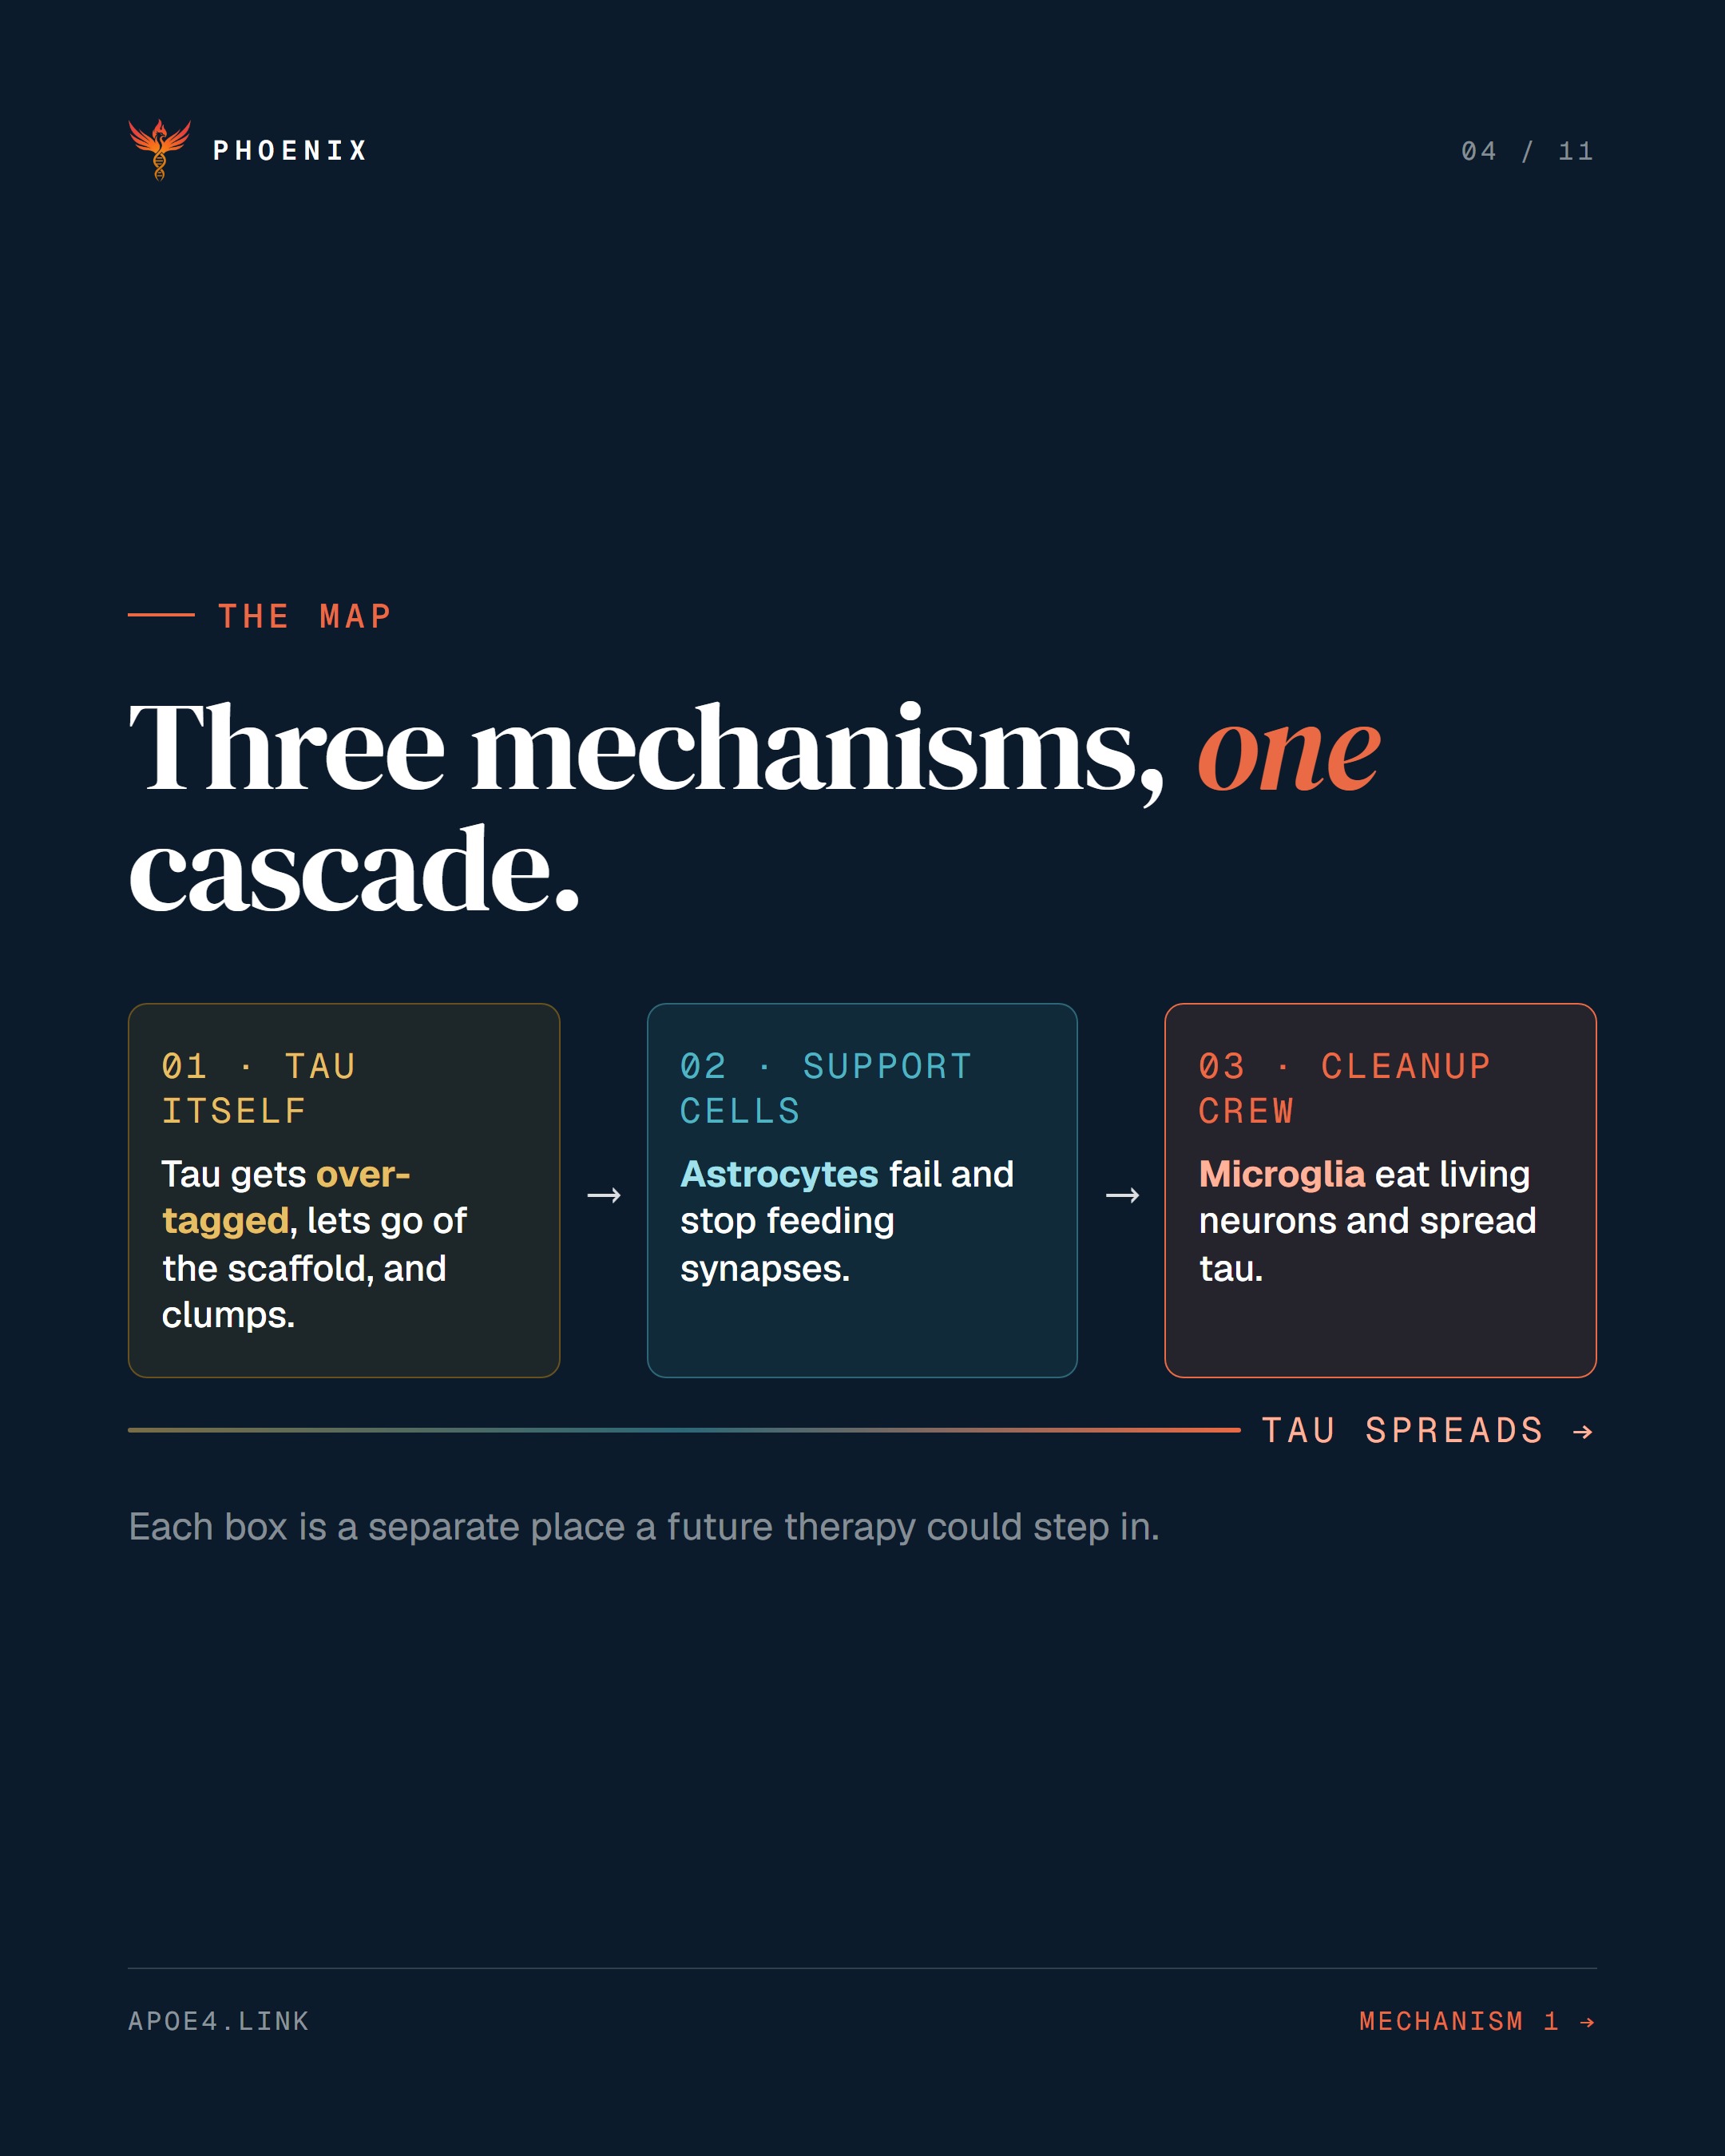 PHOENIX
04 / 11
THE MAP
Three mechanisms, one
cascade.
01 · TAU
ITSELF
Tau gets over-
tagged, lets go of
the scaffold, and
clumps.
→
02 · SUPPORT
CELLS
Astrocytes fail and
stop feeding
synapses.
→
03 · CLEANUP
CREW
Microglia eat living
neurons and spread
tau.
TAU SPREADS →
Each box is a separate place a future therapy could step in.
APOE4.LINK
MECHANISM 1 →